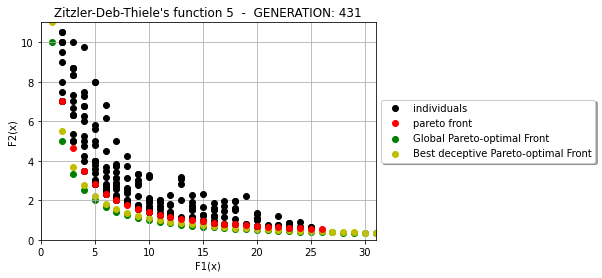 Zitzler-Deb-Thiele's function 5 - GENERATION: 431
10
8
6
4
2
0
F2(x)
0 5 10 15 20 25 30
F1(x)
individuals
pareto front
Global Pareto-optimal Front
Best deceptive Pareto-optimal Front